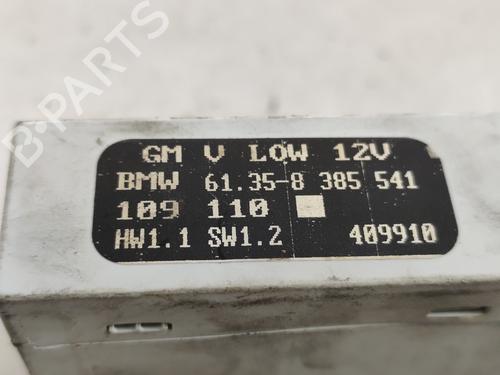 GM V LOW 12V
BMW 61.35-8 385 541
109 110
HW1.1 SW1.2 409910
B-PARTS